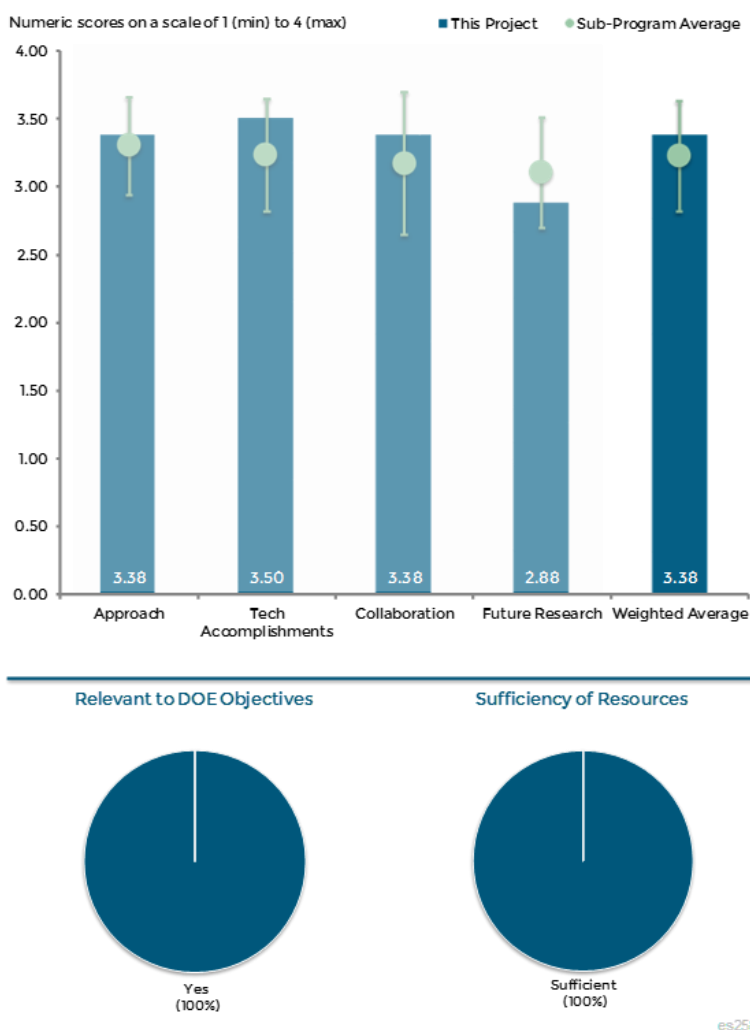 Numeric scores on a scale of 1 (min) to 4 (max)
This Project
Sub-Program Average
4.00
3.50
3.00
2.50
2.00
1.50
1.00
0.50
0.00
3.38
3.50
3.38
2.88
3.38
Approach
Tech
Accomplishments
Collaboration
Future Research
Weighted Average
Relevant to DOE Objectives
Sufficiency of Resources
Yes
(100%)
Sufficient
(100%)